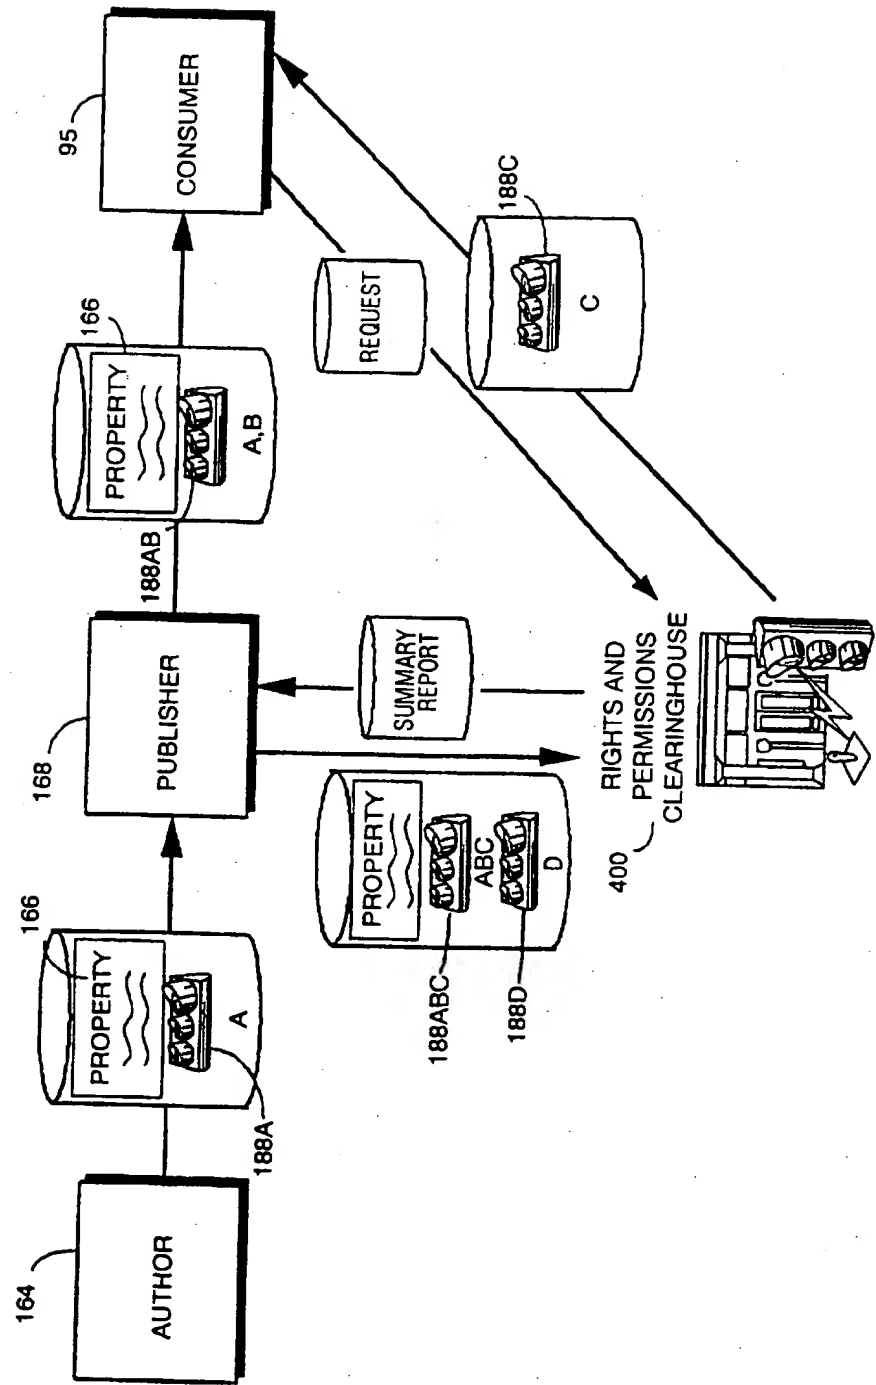 164
AUTHOR
166
PROPERTY
A
188A
168
PUBLISHER
188AB
166
PROPERTY
A,B
95
CONSUMER
PROPERTY
ABC
D
188ABC
188D
SUMMARY
REPORT
REQUEST
188C
C
400
RIGHTS AND
PERMISSIONS
CLEARINGHOUSE